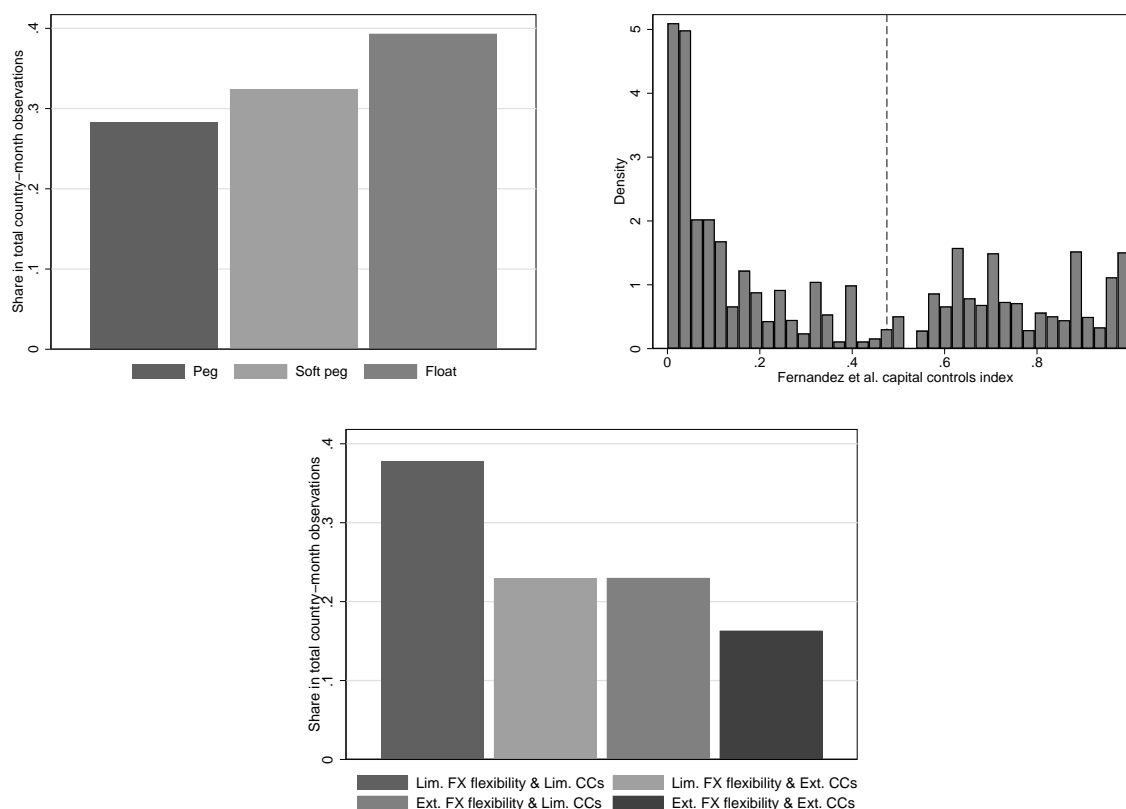 Share in total country−month observations
0 .1 .2 .3 .4
Peg Soft peg Float
Density
0 1 2 3 4 5
0 .2 .4 .6 .8
Fernandez et al. capital controls index
Share in total country−month observations
0 .1 .2 .3 .4
Lim. FX flexibility & Lim. CCs Lim. FX flexibility & Ext. CCs
Ext. FX flexibility & Lim. CCs Ext. FX flexibility & Ext. CCs